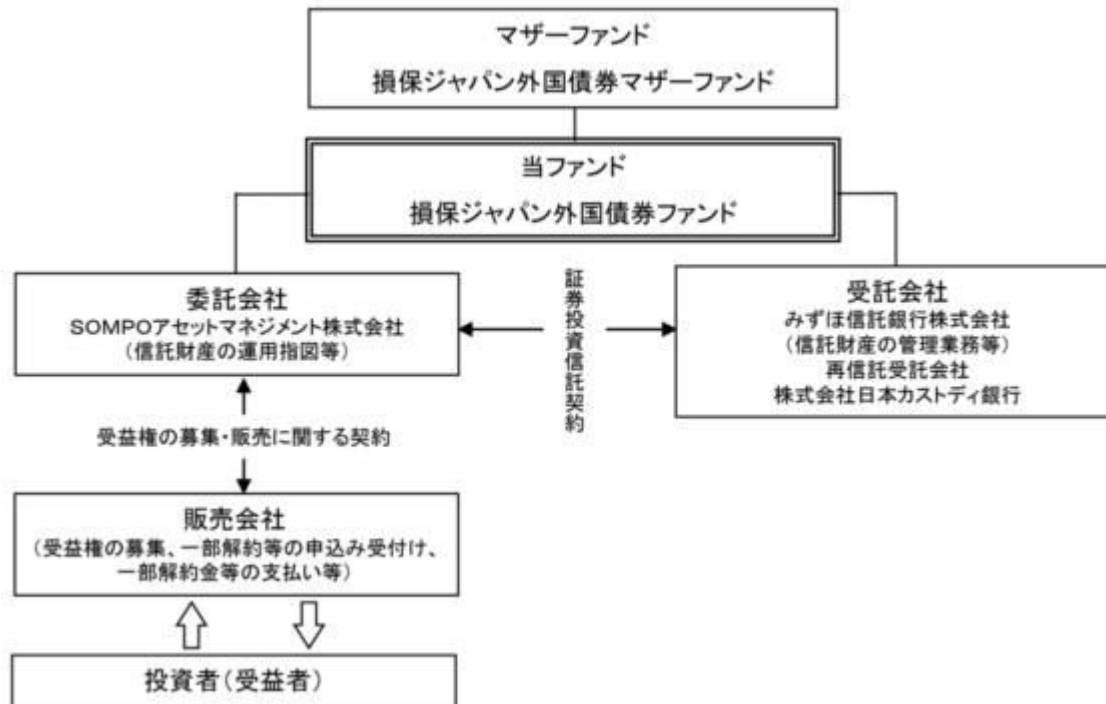 マザーファンド
損保ジャパン外国債券マザーファンド
当ファンド
損保ジャパン外国債券ファンド
委託会社
SOMPOアセットマネジメント株式会社
(信託財産の運用指図等)
証券投資信託契約
受託会社
みずほ信託銀行株式会社
(信託財産の管理業務等)
再信託受託会社
株式会社日本カストディ銀行
受益権の募集・販売に関する契約
販売会社
(受益権の募集、一部解約等の申込み受付け、
一部解約金等の支払い等)
投資者(受益者)